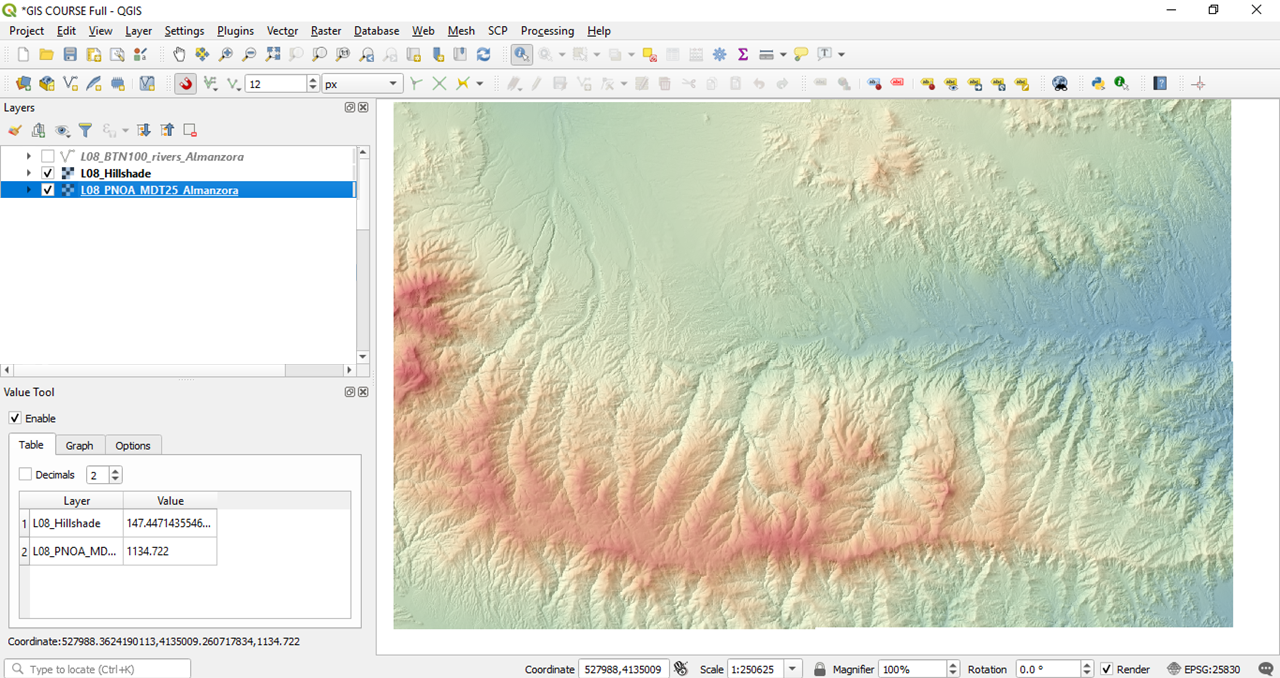 *GIS COURSE Full - QGIS
Project Edit View Layer Settings Plugins Vector Raster Database Web Mesh SCP Processing Help
12 px
Layers
L08_BTN100_rivers_Almanzora
L08_Hillshade
L08_PNOA_MDT25_Almanzora
Value Tool
Enable
Table Graph Options
Decimals 2
Layer Value
1 L08_Hillshade 147.4471435546...
2 L08_PNOA_MD... 1134.722
Coordinate:527988.3624190113,4135009.260717834,1134.722
Type to locate (Ctrl+K) Coordinate 527988,4135009 Scale 1:250625 Magnifier 100% Rotation 0.0 ° Render EPSG:25830